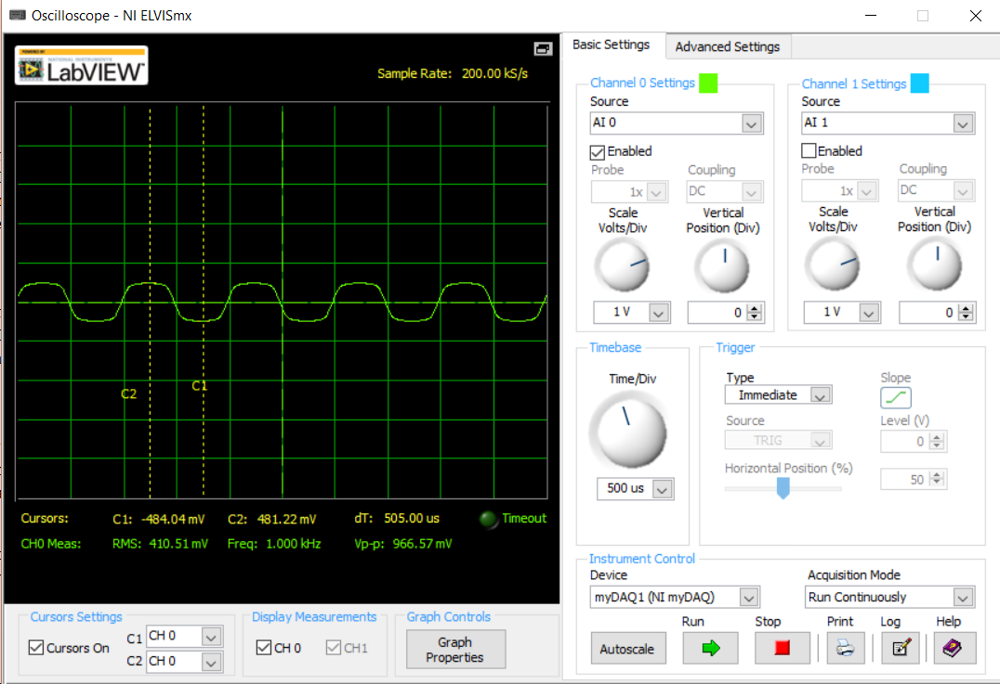 Oscilloscope - NI ELVISmx
POWERED BY
NATIONAL INSTRUMENTS
LabVIEW™
Sample Rate: 200.00 kS/s
C2
C1
Cursors: C1: -484.04 mV C2: 481.22 mV dT: 505.00 us Timeout
CH0 Meas: RMS: 410.51 mV Freq: 1.000 kHz Vp-p: 966.57 mV
Cursors Settings
Cursors On
C1 CH 0
C2 CH 0
Display Measurements
CH 0 CH1
Graph Controls
Graph
Properties
Basic Settings Advanced Settings
Channel 0 Settings
Source
AI 0
Enabled
Probe Coupling
1x DC
Scale Vertical
Volts/Div Position (Div)
1 V 0
Channel 1 Settings
Source
AI 1
Enabled
Probe Coupling
1x DC
Scale Vertical
Volts/Div Position (Div)
1 V 0
Timebase
Time/Div
500 us
Trigger
Type Slope
Immediate
Source Level (V)
TRIG 0
Horizontal Position (%)
50
Instrument Control
Device Acquisition Mode
myDAQ1 (NI myDAQ) Run Continuously
Run Stop Print Log Help
Autoscale